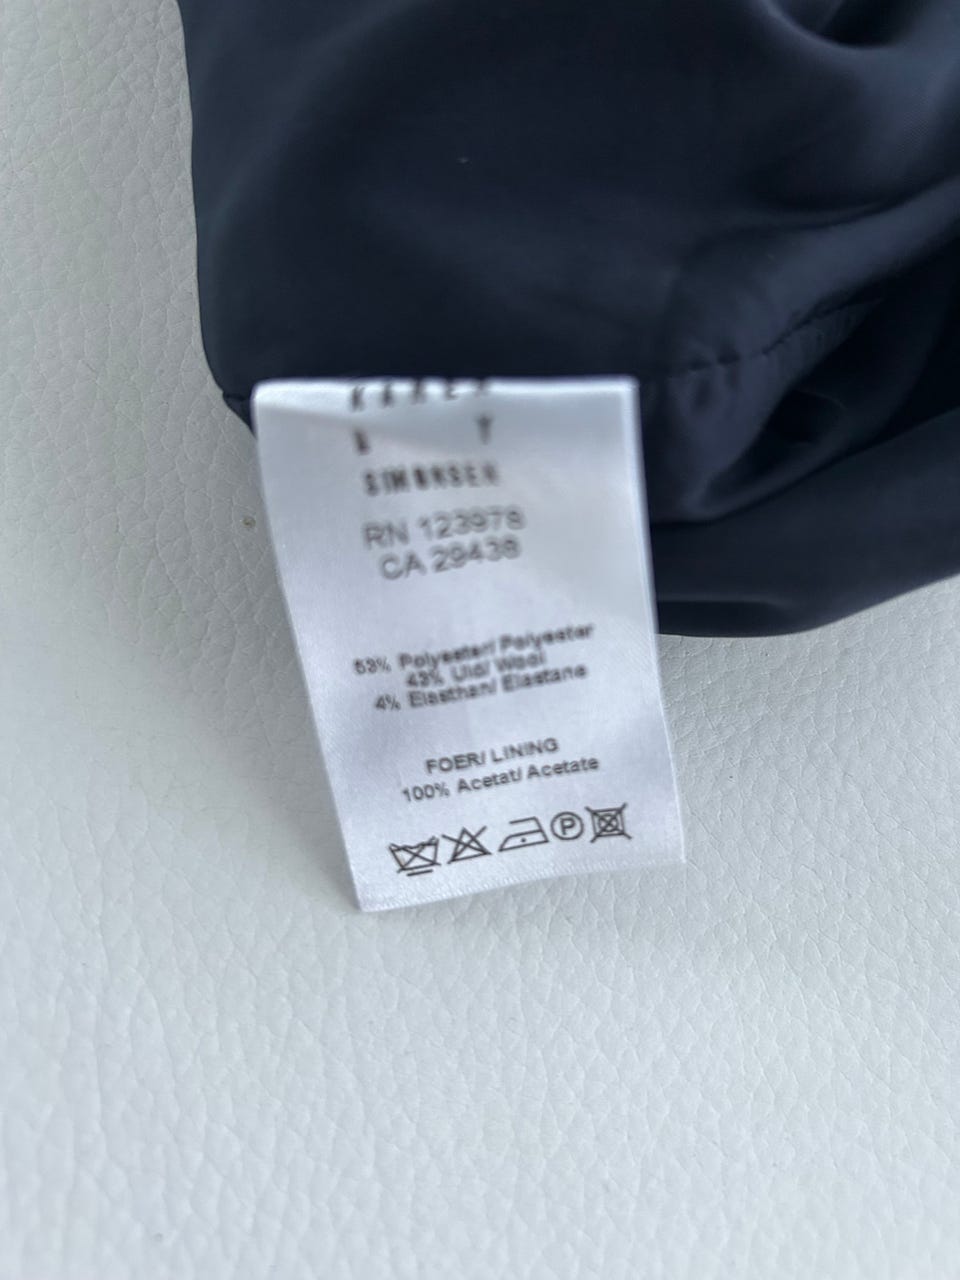 KAREN
B Y
SIMONSEN
RN 123978
CA 29438
53% Polyester/ Polyester
43% Uld/ Wool
4% Elasthan/ Elastane
FOER/ LINING
100% Acetat/ Acetate
P